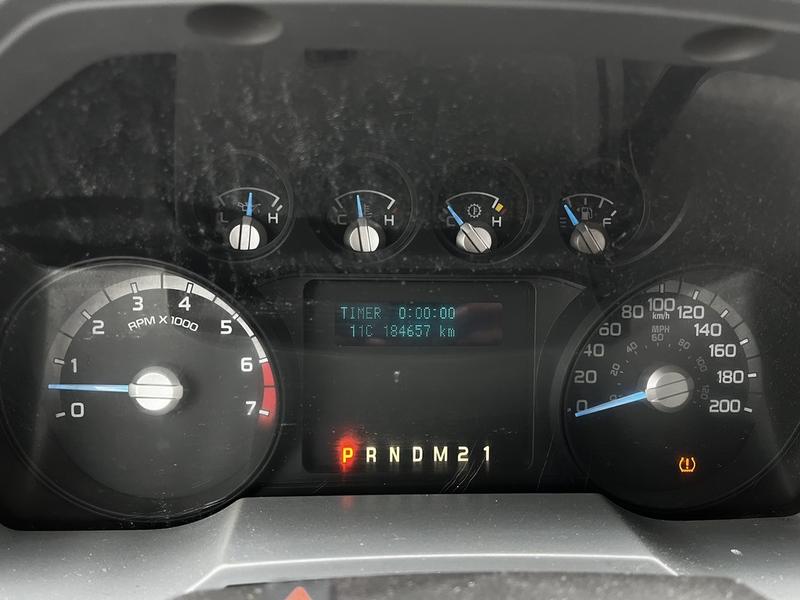 L H
C H
C H
E F
0 1 2 3 4 5 6 7
RPM X 1000
TIMER 0:00:00
11C 184657 km
P R N D M 2 1
0 20 40 60 80 100 120 140 160 180 200
km/h
MPH
20 40 60 80 100 120